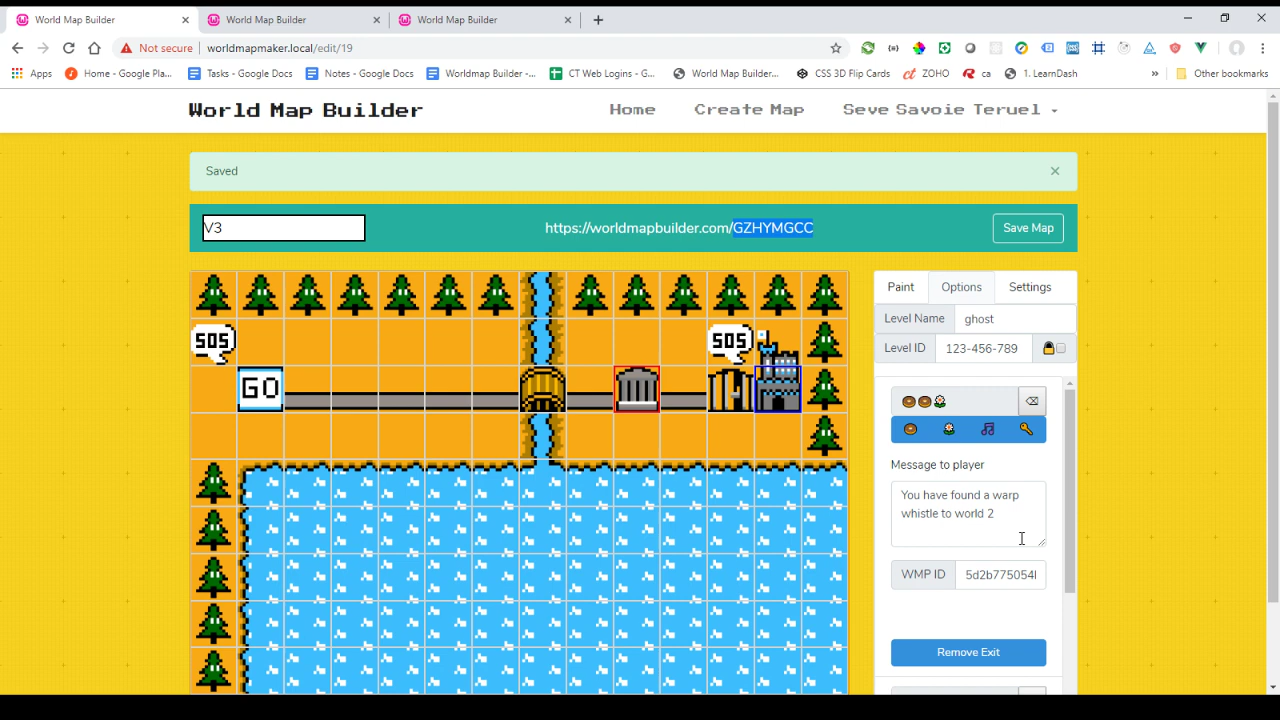 World Map Builder
World Map Builder
World Map Builder
Not secure
worldmapmaker.local/edit/19
Apps
Home - Google Pla...
Tasks - Google Docs
Notes - Google Docs
Worldmap Builder -...
CT Web Logins - G...
World Map Builder...
CSS 3D Flip Cards
ZOHO
ca
1. LearnDash
»
Other bookmarks
World Map Builder
Home
Create Map
Seve Savoie Teruel
Saved
V3
https://worldmapbuilder.com/GZHYMGCC
Save Map
Paint
Options
Settings
Level Name
ghost
Level ID
123-456-789
SOS
SOS
GO
Message to player
You have found a warp
whistle to world 2
WMP ID
5d2b775054
Remove Exit